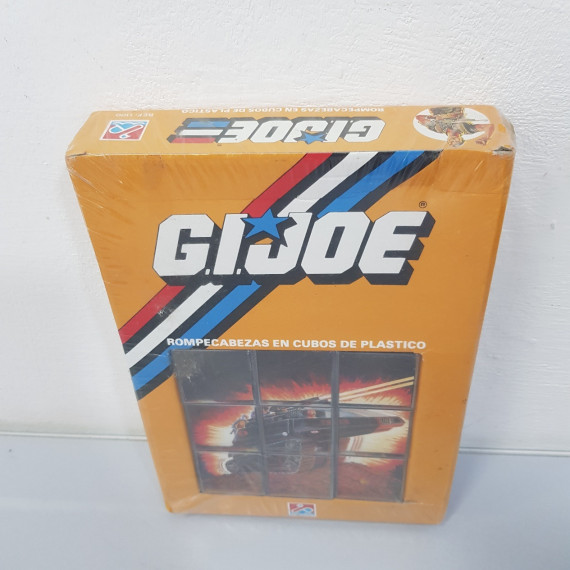 ROMPECABEZAS EN CUBOS DE PLASTICO
G.I.JOE
G.I.JOE®
ROMPECABEZAS EN CUBOS DE PLASTICO